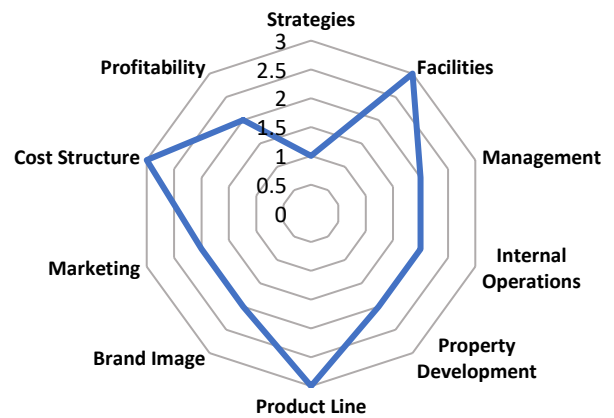 Strategies
3
2.5
2
1.5
1
0.5
0
Facilities
Management
Internal
Operations
Property
Development
Product Line
Brand Image
Marketing
Cost Structure
Profitability